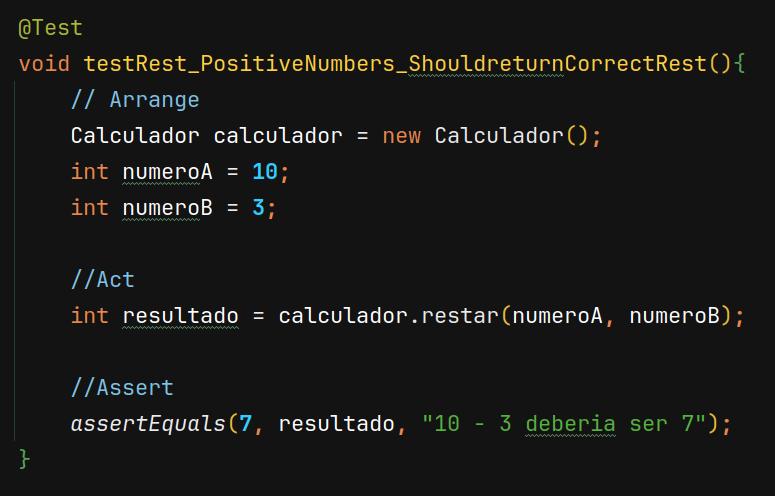 @Test
void testRest_PositiveNumbers_ShouldreturnCorrectRest(){
// Arrange
Calculador calculador = new Calculador();
int numeroA = 10;
int numeroB = 3;
//Act
int resultado = calculador.restar(numeroA, numeroB);
//Assert
assertEquals(7, resultado, "10 - 3 deberia ser 7");
}